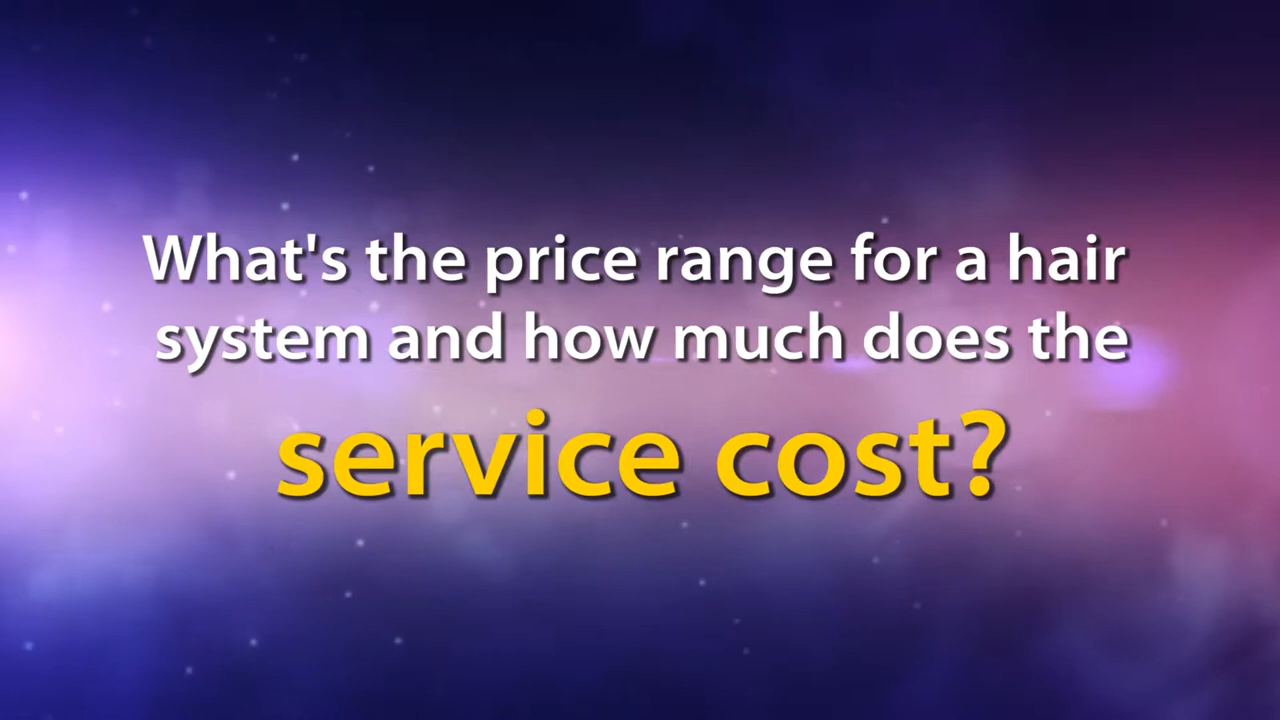 What's the price range for a hair
system and how much does the
service cost?